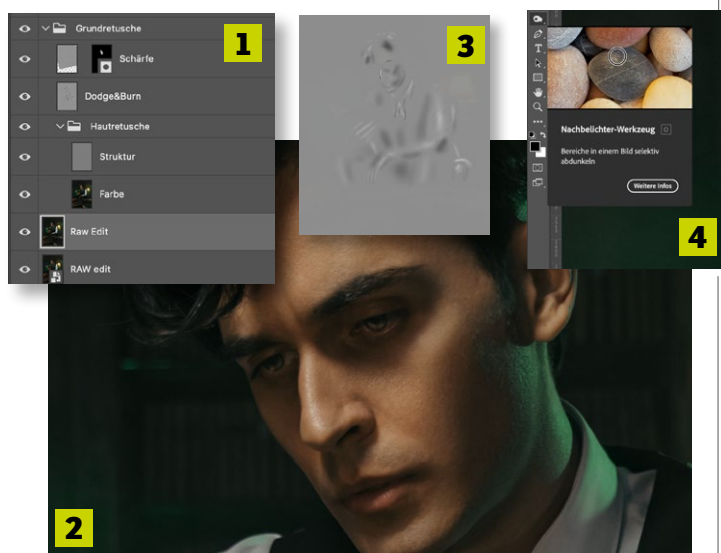 1
Grundretusche
Schärfe
Dodge&Burn
Hautretusche
Struktur
Farbe
Raw Edit
RAW edit
3
T
Nachbelichter-Werkzeug O
Bereiche in einem Bild selektiv
abdunkeln
Weitere Infos
4
2